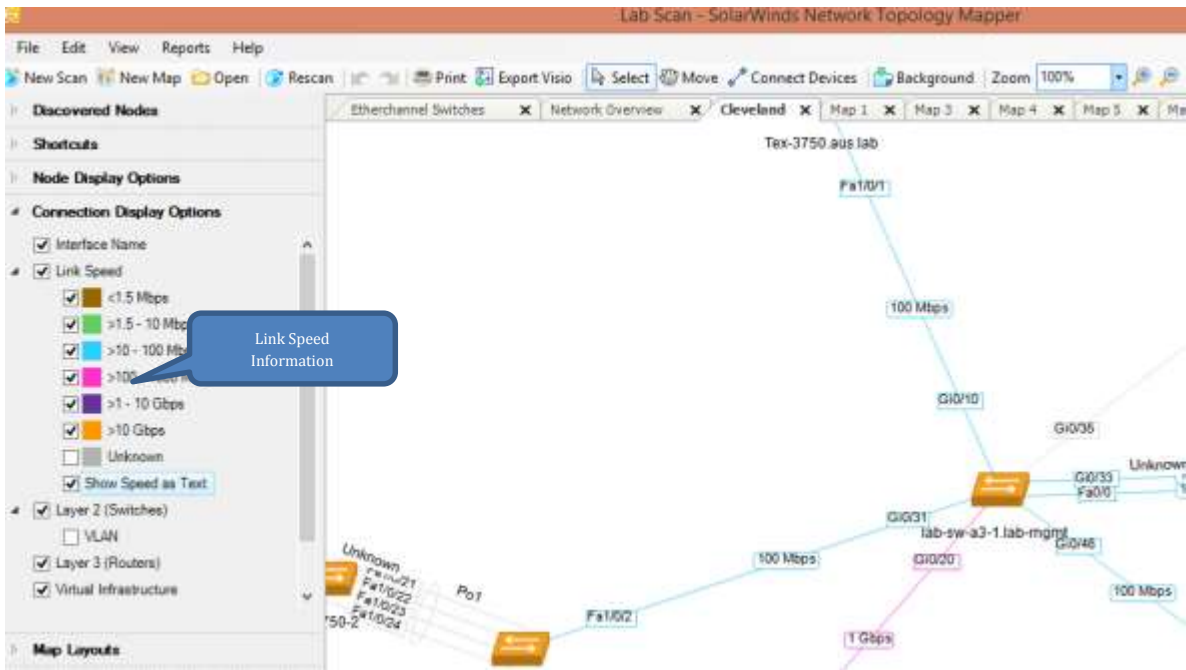 Lab Scan - SolarWinds Network Topology Mapper
File Edit View Reports Help
New Scan New Map Open Rescan Print Export Visio Select Move Connect Devices Background Zoom 100%
Discovered Nodes
Etherchannel Switches Network Overview Cleveland Map 1 Map 3 Map 4 Map 5
Shortcuts
Node Display Options
Connection Display Options
Interface Name
Link Speed
<1.5 Mbps
>1.5 - 10 Mbp
>10 - 100 Mb
>100
>1 - 10 Gbps
>10 Gbps
Unknown
Show Speed as Text
Layer 2 (Switches)
VLAN
Layer 3 (Routers)
Virtual Infrastructure
Map Layouts
Link Speed
Information
Tex-3750.aus.lab
Fa1/0/1
100 Mbps
Gi0/10
Gi0/35
Unknown
Gi0/33
Fa0/0
Gi0/31
lab-sw-a3-1.lab-mgmt
Gi0/46
Gi0/20
100 Mbps
100 Mbps
1 Gbps
Unknown
Fa1/0/22
Fa1/0/23
Fa1/0/24
Po1
750-2
Fa1/0/2